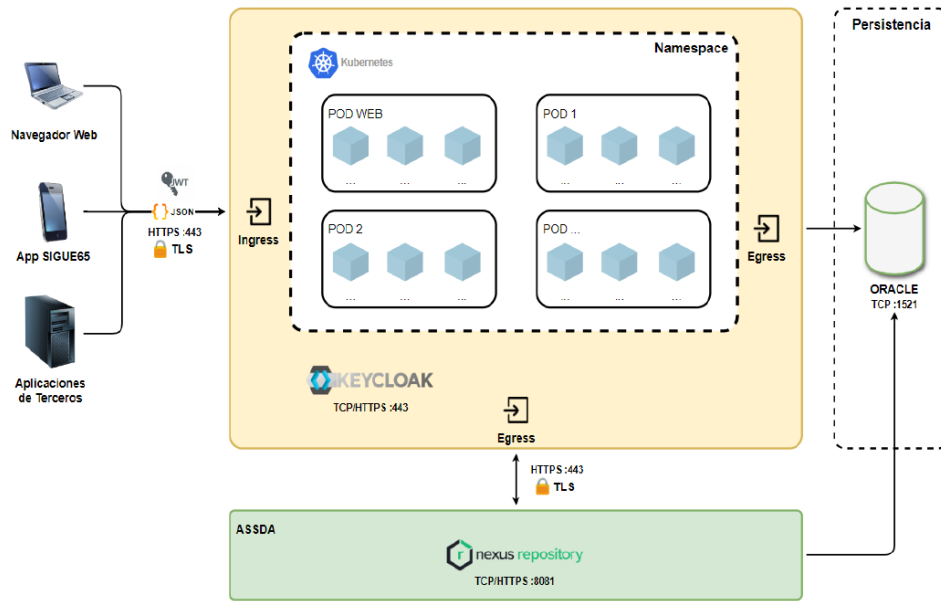 Persistencia
Namespace
Kubernetes
POD WEB
... ... ...
POD 1
... ... ...
Navegador Web
JWT
{ } JSON
HTTPS :443
TLS
App SIGUE65
Ingress
POD 2
... ... ...
POD ...
... ... ...
Egress
ORACLE
TCP :1521
Aplicaciones
de Terceros
KEYCLOAK
TCP/HTTPS :443
Egress
HTTPS :443
TLS
ASSDA
r nexus repository
TCP/HTTPS :8081